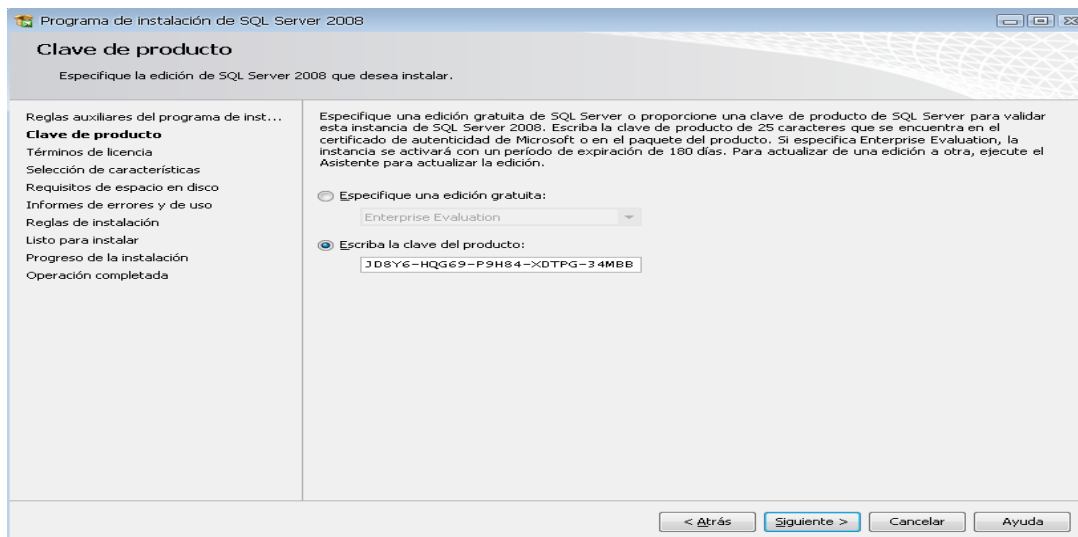 Programa de instalación de SQL Server 2008
Clave de producto
Especifique la edición de SQL Server 2008 que desea instalar.
Reglas auxiliares del programa de inst...
Clave de producto
Términos de licencia
Selección de características
Requisitos de espacio en disco
Informes de errores y de uso
Reglas de instalación
Listo para instalar
Progreso de la instalación
Operación completada
Especifique una edición gratuita de SQL Server o proporcione una clave de producto de SQL Server para validar
esta instancia de SQL Server 2008. Escriba la clave de producto de 25 caracteres que se encuentra en el
certificado de autenticidad de Microsoft o en el paquete del producto. Si especifica Enterprise Evaluation, la
instancia se activará con un período de expiración de 180 días. Para actualizar de una edición a otra, ejecute el
Asistente para actualizar la edición.
Especifique una edición gratuita:
Enterprise Evaluation
Escriba la clave del producto:
JD8Y6-HQG69-P9H84-XDTPG-34MBB
< Atrás
Siguiente >
Cancelar
Ayuda